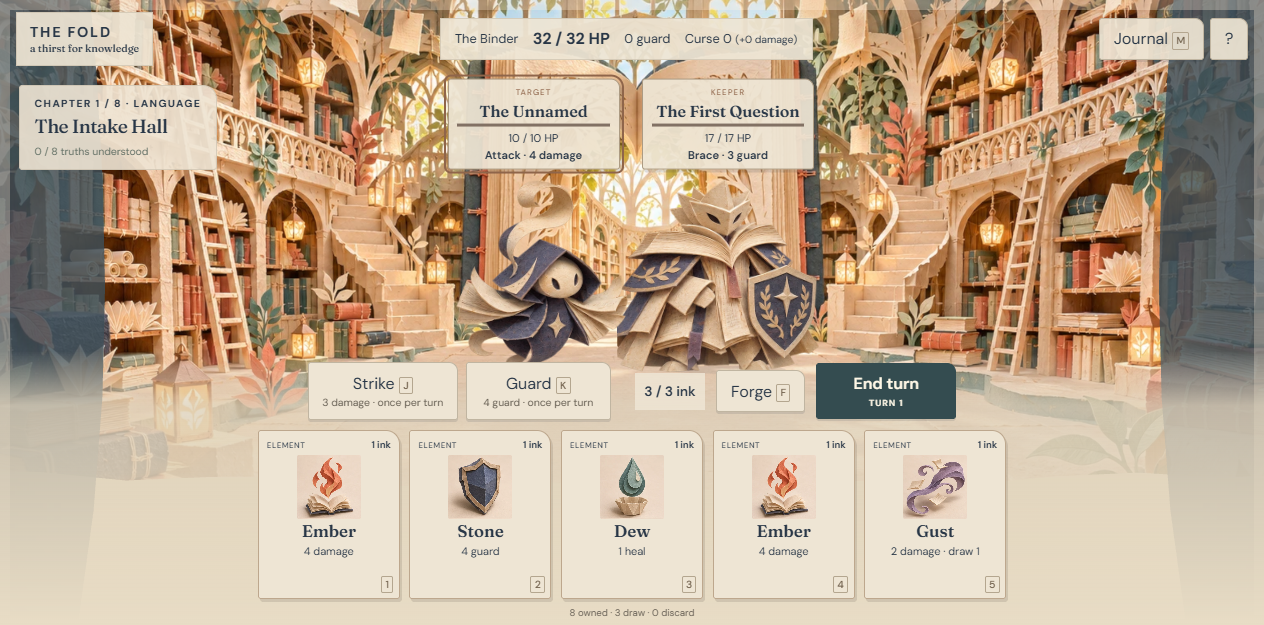 THE FOLD
a thirst for knowledge
The Binder 32 / 32 HP 0 guard Curse 0 (+0 damage)
Journal M
?
CHAPTER 1 / 8 · LANGUAGE
The Intake Hall
0 / 8 truths understood
TARGET
The Unnamed
10 / 10 HP
Attack · 4 damage
KEEPER
The First Question
17 / 17 HP
Brace · 3 guard
Strike J
3 damage · once per turn
Guard K
4 guard · once per turn
3 / 3 ink
Forge F
End turn
TURN 1
ELEMENT 1 ink
Ember
4 damage
1
ELEMENT 1 ink
Stone
4 guard
2
ELEMENT 1 ink
Dew
1 heal
3
ELEMENT 1 ink
Ember
4 damage
4
ELEMENT 1 ink
Gust
2 damage · draw 1
5
8 owned · 3 draw · 0 discard